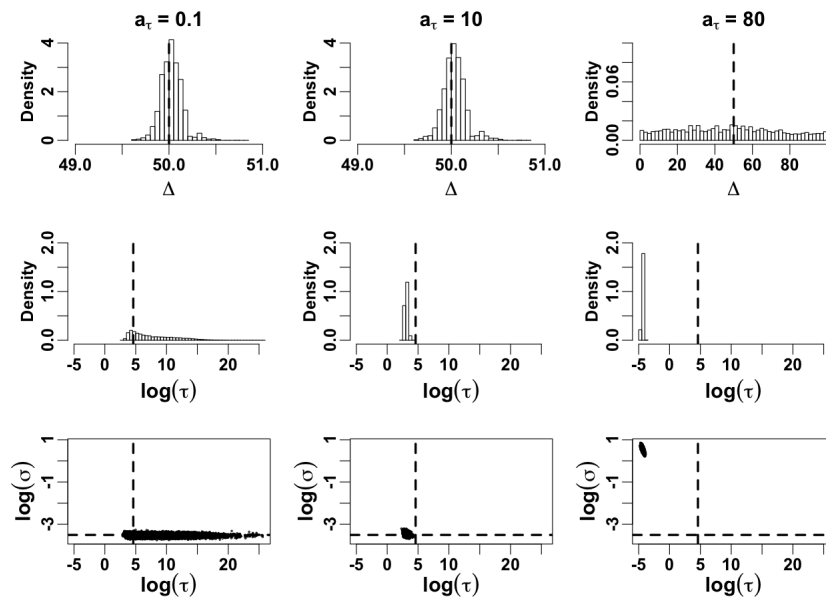 a_τ = 0.1 a_τ = 10 a_τ = 80
Density 0 2 4
49.0 50.0 51.0
Δ
Density 0 2 4
49.0 50.0 51.0
Δ
Density 0.00 0.06
0 20 40 60 80
Δ
Density 0.0 1.0 2.0
-5 0 5 10 20
log(τ)
Density 0.0 1.0 2.0
-5 0 5 10 20
log(τ)
Density 0.0 1.0 2.0
-5 0 5 10 20
log(τ)
log(σ) -3 -1 1
-5 0 5 10 20
log(τ)
log(σ) -3 -1 1
-5 0 5 10 20
log(τ)
log(σ) -3 -1 1
-5 0 5 10 20
log(τ)